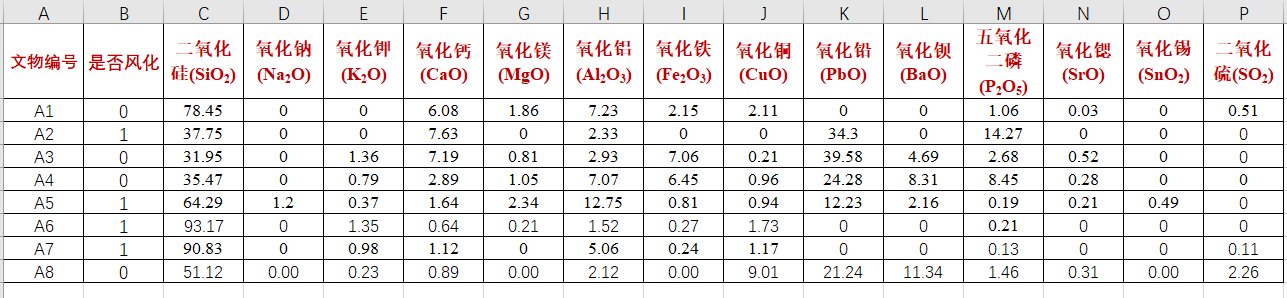 A B C D E F G H I J K L M N O P
文物编号 是否风化 二氧化硅(SiO₂) 氧化钠(Na₂O) 氧化钾(K₂O) 氧化钙(CaO) 氧化镁(MgO) 氧化铝(Al₂O₃) 氧化铁(Fe₂O₃) 氧化铜(CuO) 氧化铅(PbO) 氧化钡(BaO) 五氧化二磷(P₂O₅) 氧化锶(SrO) 氧化锡(SnO₂) 二氧化硫(SO₂)
A1 0 78.45 0 0 6.08 1.86 7.23 2.15 2.11 0 0 1.06 0.03 0 0.51
A2 1 37.75 0 0 7.63 0 2.33 0 0 34.3 0 14.27 0 0 0
A3 0 31.95 0 1.36 7.19 0.81 2.93 7.06 0.21 39.58 4.69 2.68 0.52 0 0
A4 0 35.47 0 0.79 2.89 1.05 7.07 6.45 0.96 24.28 8.31 8.45 0.28 0 0
A5 1 64.29 1.2 0.37 1.64 2.34 12.75 0.81 0.94 12.23 2.16 0.19 0.21 0.49 0
A6 1 93.17 0 1.35 0.64 0.21 1.52 0.27 1.73 0 0 0.21 0 0 0
A7 1 90.83 0 0.98 1.12 0 5.06 0.24 1.17 0 0 0.13 0 0 0.11
A8 0 51.12 0.00 0.23 0.89 0.00 2.12 0.00 9.01 21.24 11.34 1.46 0.31 0.00 2.26